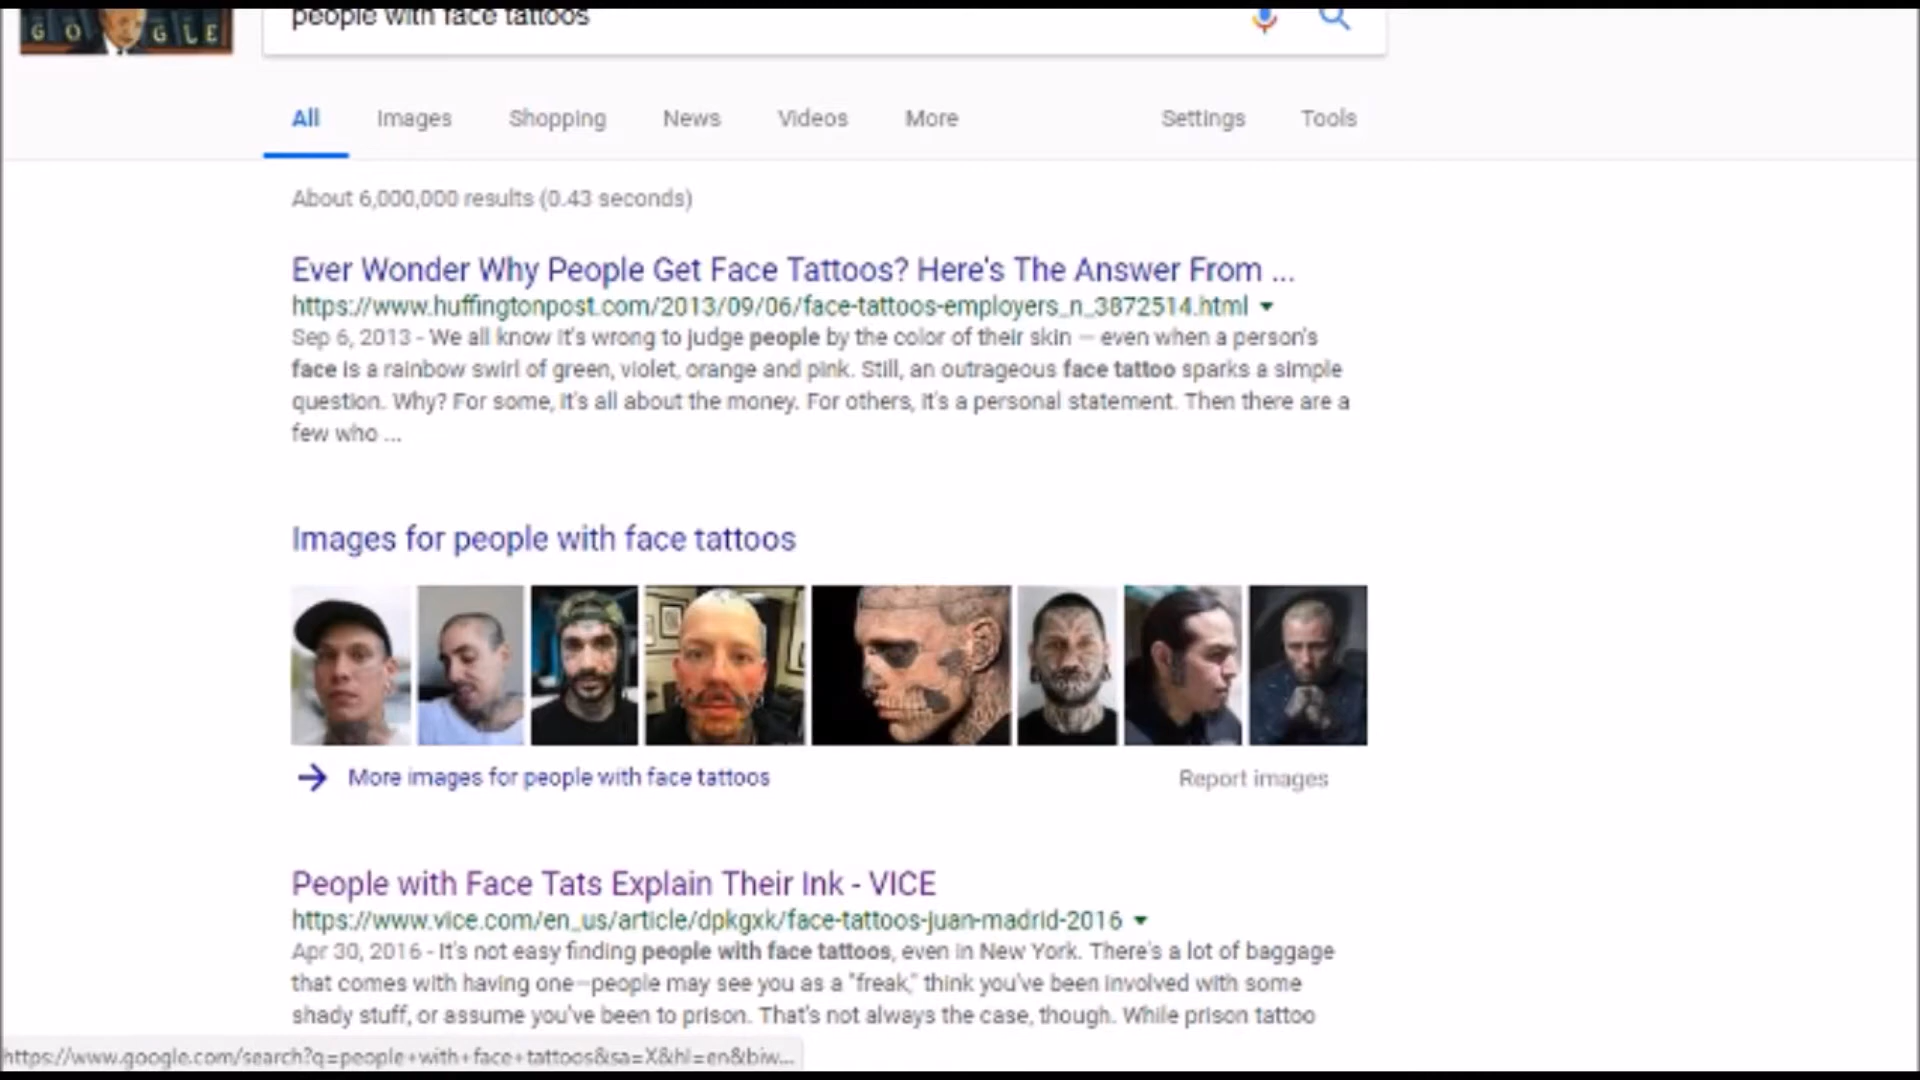 GO GLE
people with face tattoos
All Images Shopping News Videos More Settings Tools
About 6,000,000 results (0.43 seconds)
Ever Wonder Why People Get Face Tattoos? Here's The Answer From ...
https://www.huffingtonpost.com/2013/09/06/face-tattoos-employers_n_3872514.html
Sep 6, 2013 - We all know it's wrong to judge people by the color of their skin — even when a person's
face is a rainbow swirl of green, violet, orange and pink. Still, an outrageous face tattoo sparks a simple
question. Why? For some, it's all about the money. For others, it's a personal statement. Then there are a
few who ...
Images for people with face tattoos
More images for people with face tattoos Report images
People with Face Tats Explain Their Ink - VICE
https://www.vice.com/en_us/article/dpkgxk/face-tattoos-juan-madrid-2016
Apr 30, 2016 - It's not easy finding people with face tattoos, even in New York. There's a lot of baggage
that comes with having one—people may see you as a "freak," think you've been involved with some
shady stuff, or assume you've been to prison. That's not always the case, though. While prison tattoo
https://www.google.com/search?q=people+with+face+tattoos&sa=X&hl=en&biw...